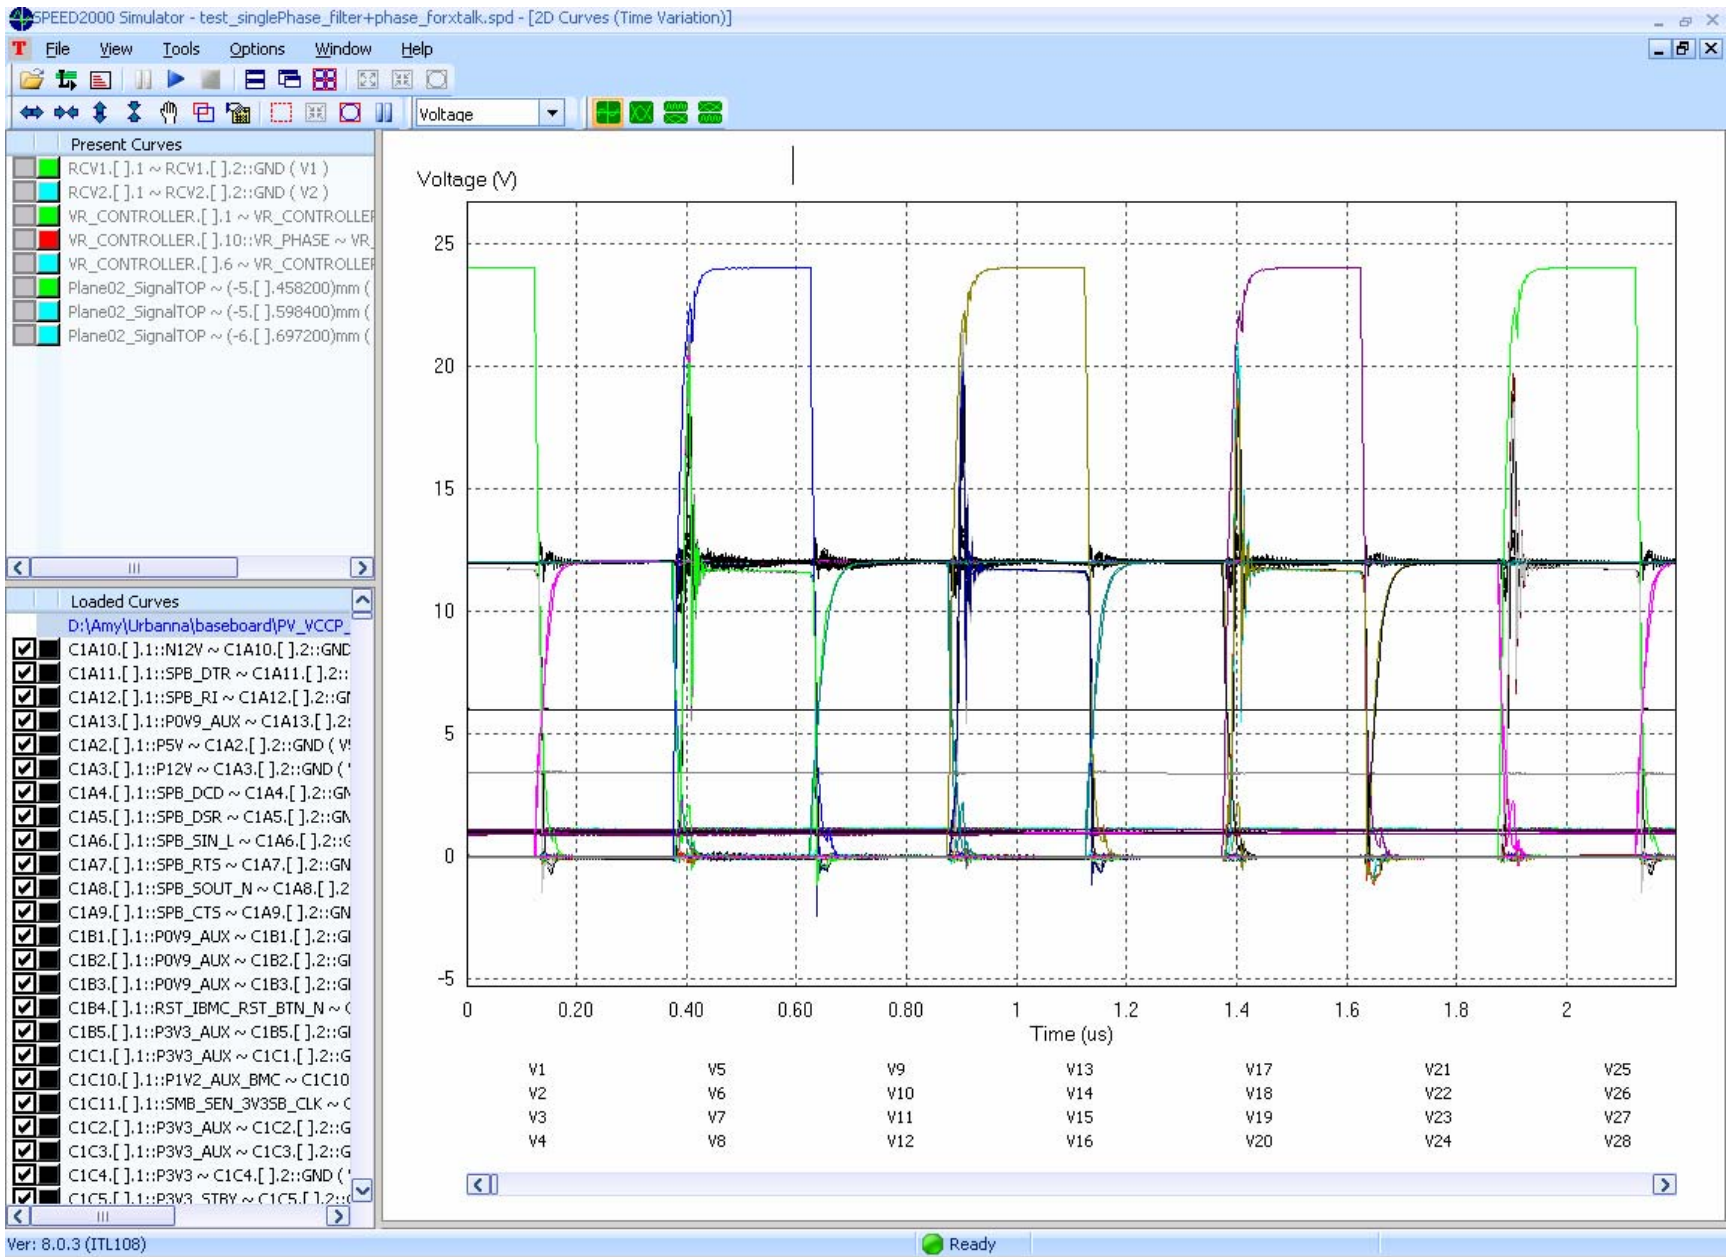 SPEED2000 Simulator - test_singlePhase_filter+phase_forxtalk.spd - [2D Curves (Time Variation)]
T File View Tools Options Window Help
Voltage
Present Curves
RCV1.[ ].1 ~ RCV1.[ ].2::GND ( V1 )
RCV2.[ ].1 ~ RCV2.[ ].2::GND ( V2 )
VR_CONTROLLER.[ ].1 ~ VR_CONTROLLER
VR_CONTROLLER.[ ].10::VR_PHASE ~ VR_
VR_CONTROLLER.[ ].6 ~ VR_CONTROLLER
Plane02_SignalTOP ~ (-5.[ ].458200)mm (
Plane02_SignalTOP ~ (-5.[ ].598400)mm (
Plane02_SignalTOP ~ (-6.[ ].697200)mm (
Loaded Curves
D:\Amy\Urbanna\baseboard\PV_VCCP_
C1A10.[ ].1::N12V ~ C1A10.[ ].2::GND
C1A11.[ ].1::SPB_DTR ~ C1A11.[ ].2::
C1A12.[ ].1::SPB_RI ~ C1A12.[ ].2::GN
C1A13.[ ].1::P0V9_AUX ~ C1A13.[ ].2:
C1A2.[ ].1::P5V ~ C1A2.[ ].2::GND ( V5
C1A3.[ ].1::P12V ~ C1A3.[ ].2::GND (
C1A4.[ ].1::SPB_DCD ~ C1A4.[ ].2::GN
C1A5.[ ].1::SPB_DSR ~ C1A5.[ ].2::GN
C1A6.[ ].1::SPB_SIN_L ~ C1A6.[ ].2::G
C1A7.[ ].1::SPB_RTS ~ C1A7.[ ].2::GN
C1A8.[ ].1::SPB_SOUT_N ~ C1A8.[ ].2
C1A9.[ ].1::SPB_CTS ~ C1A9.[ ].2::GN
C1B1.[ ].1::P0V9_AUX ~ C1B1.[ ].2::GI
C1B2.[ ].1::P0V9_AUX ~ C1B2.[ ].2::GI
C1B3.[ ].1::P0V9_AUX ~ C1B3.[ ].2::GI
C1B4.[ ].1::RST_IBMC_RST_BTN_N ~ C
C1B5.[ ].1::P3V3_AUX ~ C1B5.[ ].2::GI
C1C1.[ ].1::P3V3_AUX ~ C1C1.[ ].2::G
C1C10.[ ].1::P1V2_AUX_BMC ~ C1C10
C1C11.[ ].1::SMB_SEN_3V3SB_CLK ~ C
C1C2.[ ].1::P3V3_AUX ~ C1C2.[ ].2::G
C1C3.[ ].1::P3V3_AUX ~ C1C3.[ ].2::G
C1C4.[ ].1::P3V3 ~ C1C4.[ ].2::GND (
C1C5.[ ].1::P3V3_STBY ~ C1C5.[ ].2::
Voltage (V)
25
20
15
10
5
0
-5
0 0.20 0.40 0.60 0.80 1 1.2 1.4 1.6 1.8 2
Time (us)
V1 V5 V9 V13 V17 V21 V25
V2 V6 V10 V14 V18 V22 V26
V3 V7 V11 V15 V19 V23 V27
V4 V8 V12 V16 V20 V24 V28
Ver: 8.0.3 (ITL108)
Ready